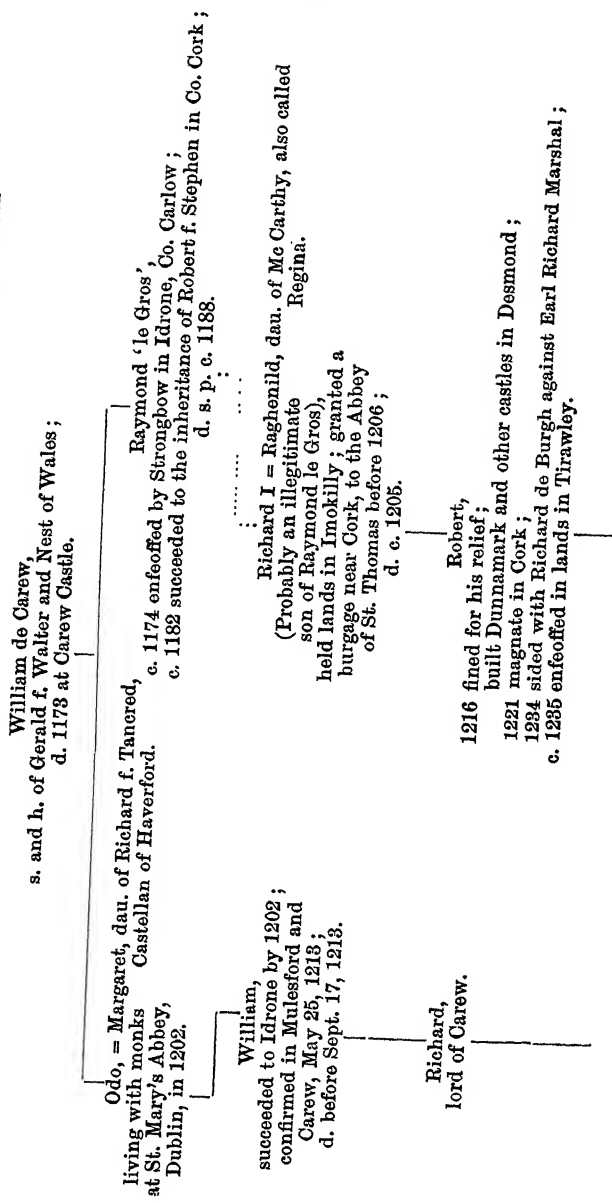 William de Carew,
s. and h. of Gerald f. Walter and Nest of Wales;
d. 1173 at Carew Castle.
Odo, = Margaret, dau. of Richard f. Tancred,
living with monks Castellan of Haverford.
at St. Mary's Abbey,
Dublin, in 1202.
Raymond 'le Gros',
c. 1174 enfeoffed by Strongbow in Idrone, Co. Carlow;
c. 1182 succeeded to the inheritance of Robert f. Stephen in Co. Cork;
d. s. p. c. 1188.
William,
succeeded to Idrone by 1202;
confirmed in Mulesford and
Carew, May 25, 1213;
d. before Sept. 17, 1213.
Richard I = Raghenild, dau. of Mc Carthy, also called
(Probably an illegitimate Regina.
son of Raymond le Gros),
held lands in Imokilly; granted a
burgage near Cork, to the Abbey
of St. Thomas before 1206;
d. c. 1205.
Richard,
lord of Carew.
Robert,
1216 fined for his relief;
built Dunnamark and other castles in Desmond;
1221 magnate in Cork;
1234 sided with Richard de Burgh against Earl Richard Marshal;
c. 1235 enfeoffed in lands in Tirawley.